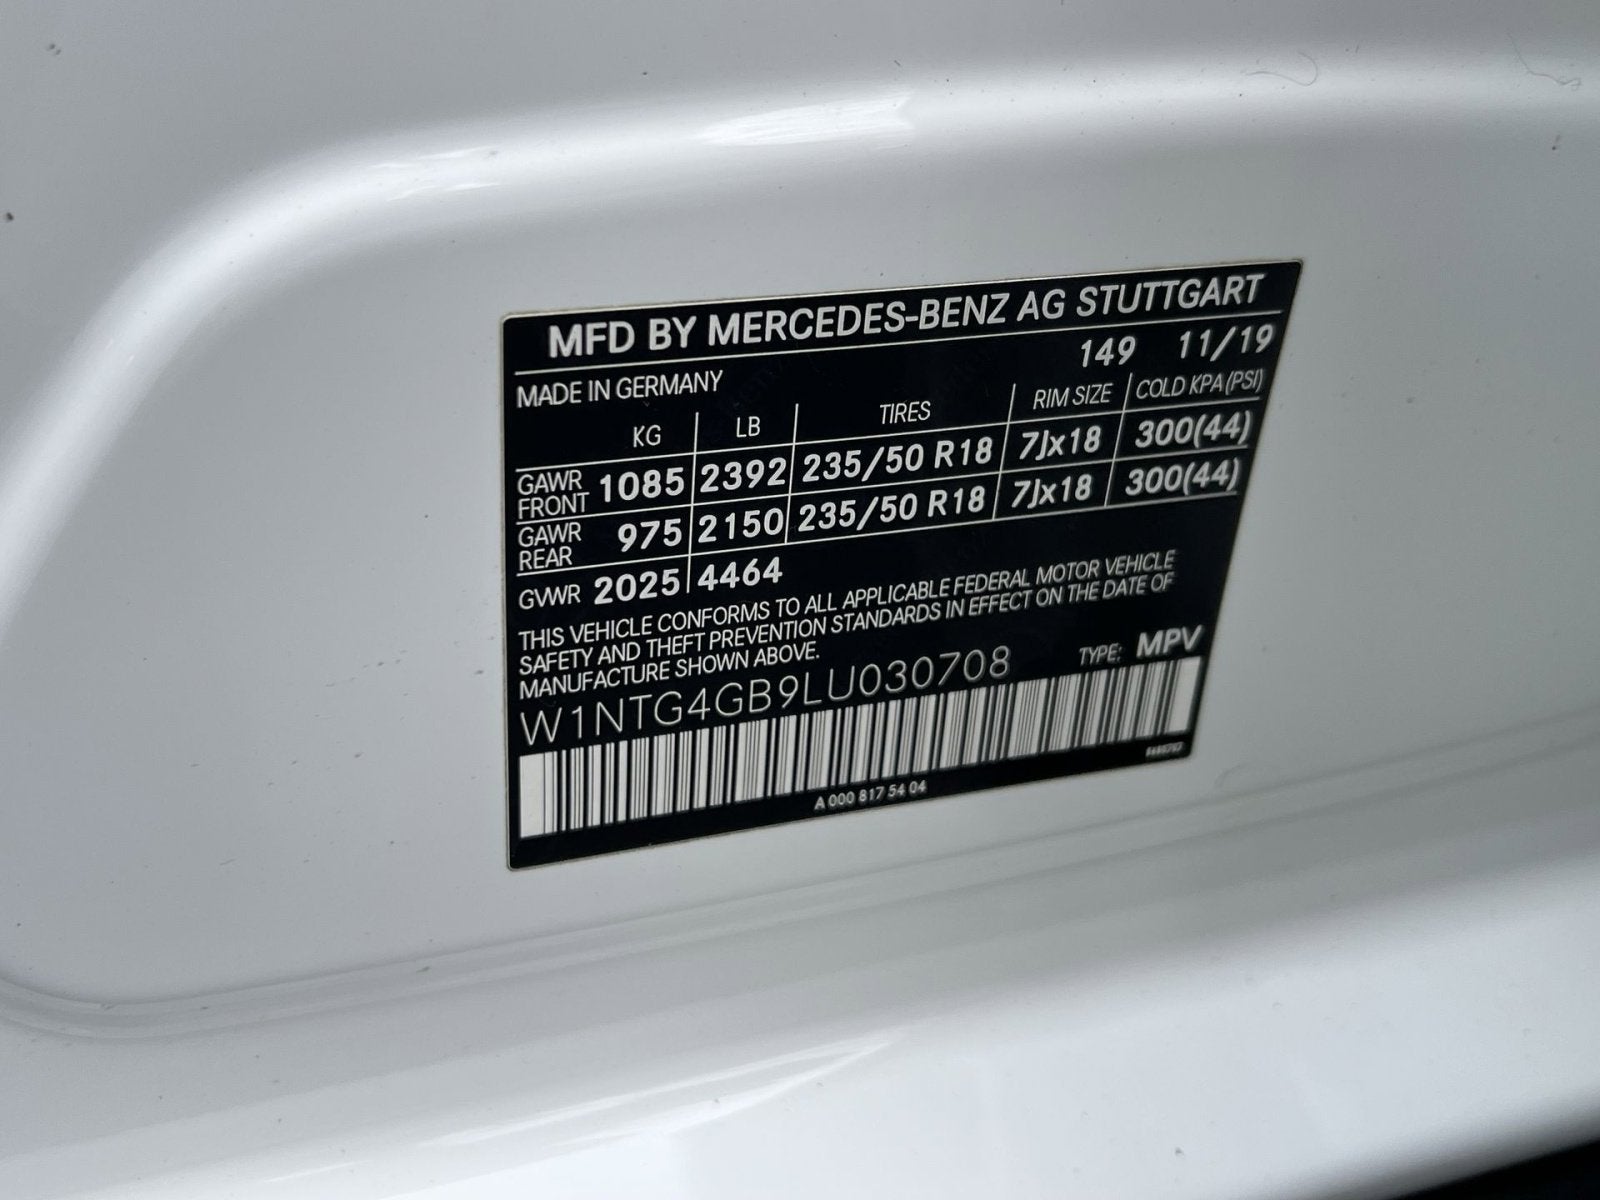 MFD BY MERCEDES-BENZ AG STUTTGART
MADE IN GERMANY 149 11/19
KG LB TIRES RIM SIZE COLD KPA (PSI)
GAWR FRONT 1085 2392 235/50 R18 7Jx18 300(44)
GAWR REAR 975 2150 235/50 R18 7Jx18 300(44)
GVWR 2025 4464
THIS VEHICLE CONFORMS TO ALL APPLICABLE FEDERAL MOTOR VEHICLE
SAFETY AND THEFT PREVENTION STANDARDS IN EFFECT ON THE DATE OF
MANUFACTURE SHOWN ABOVE.
W1NTG4GB9LU030708 TYPE: MPV
A 000 817 54 04